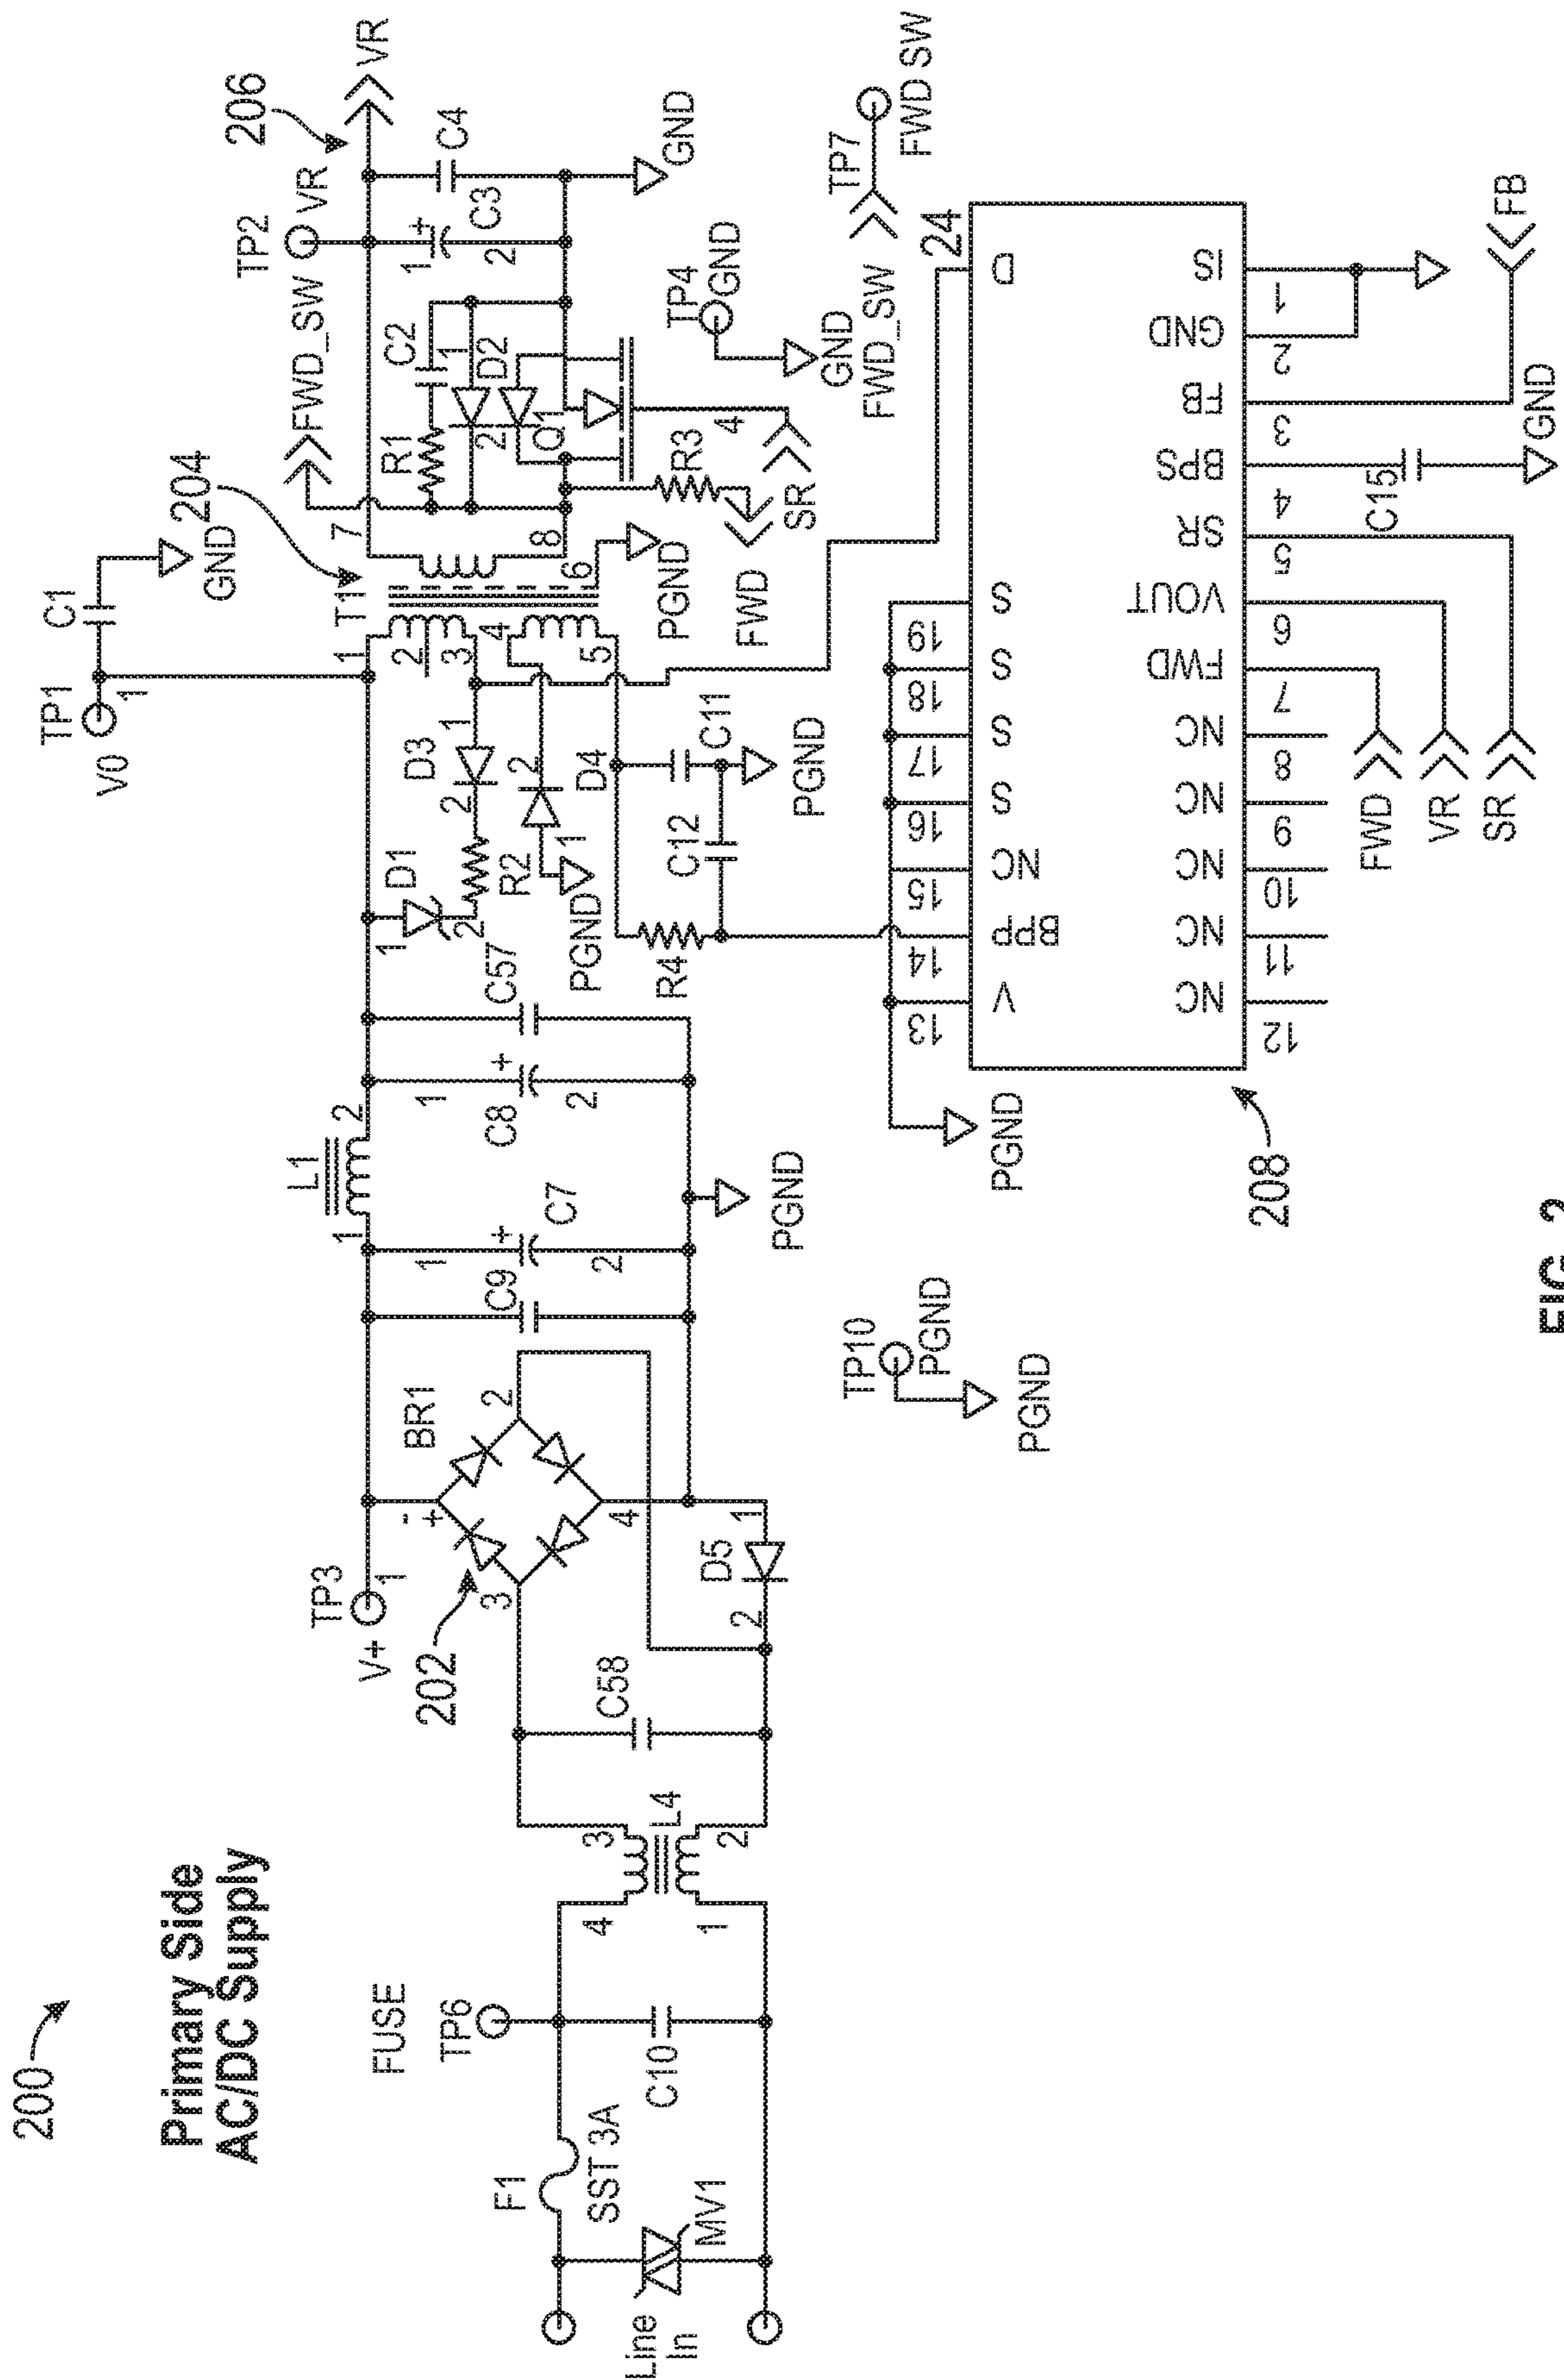 200
Primary Side
AC/DC Supply
Line
In
F1
SST 3A
MV1
FUSE
TP6
C10
4
3
L4
1
2
C58
TP3
V+
1
202
BR1
-
+
2
3
4
D5
1
2
C9
C7
+
1
2
L1
1
2
C8
+
1
2
C57
PGND
TP10
PGND
PGND
TP1
V0
1
C1
GND
D1
1
2
D3
1
2
R2
D4
2
1
PGND
R4
C12
C11
PGND
T1
204
1
2
3
4
5
6
7
8
PGND
FWD_SW
R1
C2
1
D2
2
Q1
4
R3
FWD
SR
TP2
VR
206
VR
C3
+
1
2
C4
GND
TP4
GND
GND
FWD_SW
TP7
FWD SW
PGND
208
24
D
19
S
18
S
17
S
16
S
15
NC
14
BPP
13
V
IS
1
GND
2
FB
3
BPS
4
SR
5
VOUT
6
FWD
7
NC
8
NC
9
NC
10
NC
11
NC
12
C15
GND
FB
FWD
VR
SR
FIG. 2